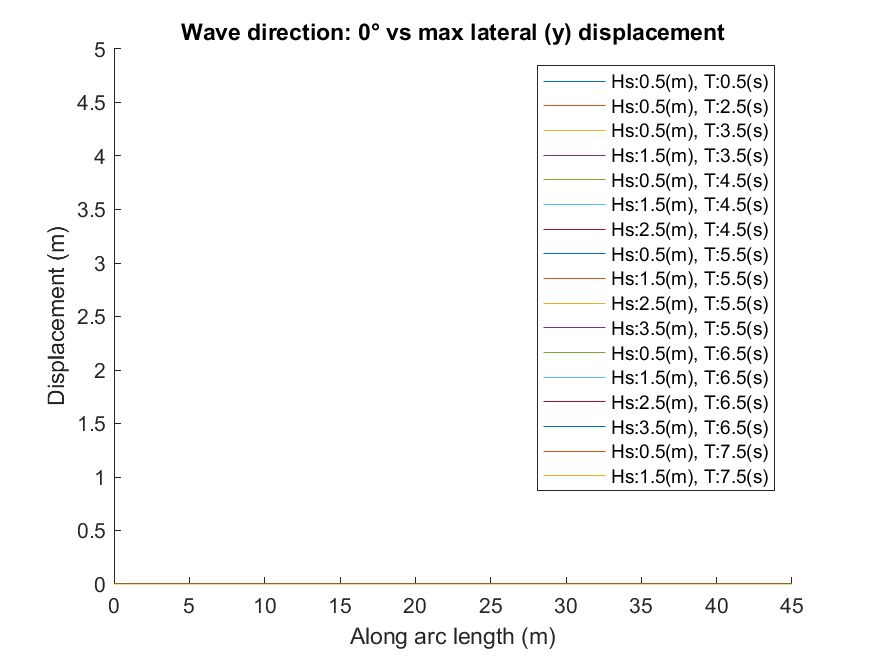 Wave direction: 0° vs max lateral (y) displacement
5
4.5
4
3.5
3
2.5
2
1.5
1
0.5
0
Displacement (m)
Hs:0.5(m), T:0.5(s)
Hs:0.5(m), T:2.5(s)
Hs:0.5(m), T:3.5(s)
Hs:1.5(m), T:3.5(s)
Hs:0.5(m), T:4.5(s)
Hs:1.5(m), T:4.5(s)
Hs:2.5(m), T:4.5(s)
Hs:0.5(m), T:5.5(s)
Hs:1.5(m), T:5.5(s)
Hs:2.5(m), T:5.5(s)
Hs:3.5(m), T:5.5(s)
Hs:0.5(m), T:6.5(s)
Hs:1.5(m), T:6.5(s)
Hs:2.5(m), T:6.5(s)
Hs:3.5(m), T:6.5(s)
Hs:0.5(m), T:7.5(s)
Hs:1.5(m), T:7.5(s)
0 5 10 15 20 25 30 35 40 45
Along arc length (m)